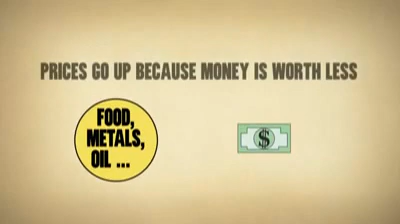 PRICES GO UP BECAUSE MONEY IS WORTH LESS
FOOD,
METALS,
OIL ...
$